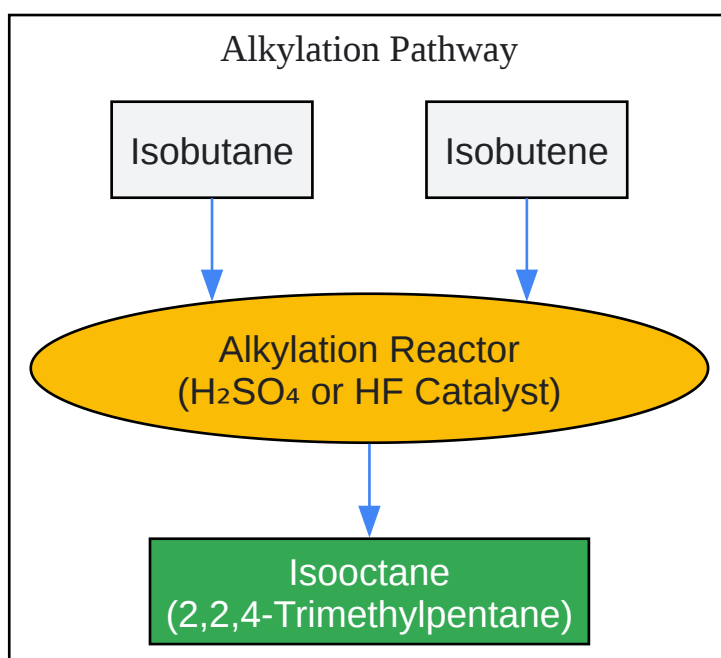 Alkylation Pathway
Isobutane
Isobutene
Alkylation Reactor
(H₂SO₄ or HF Catalyst)
Isooctane
(2,2,4-Trimethylpentane)